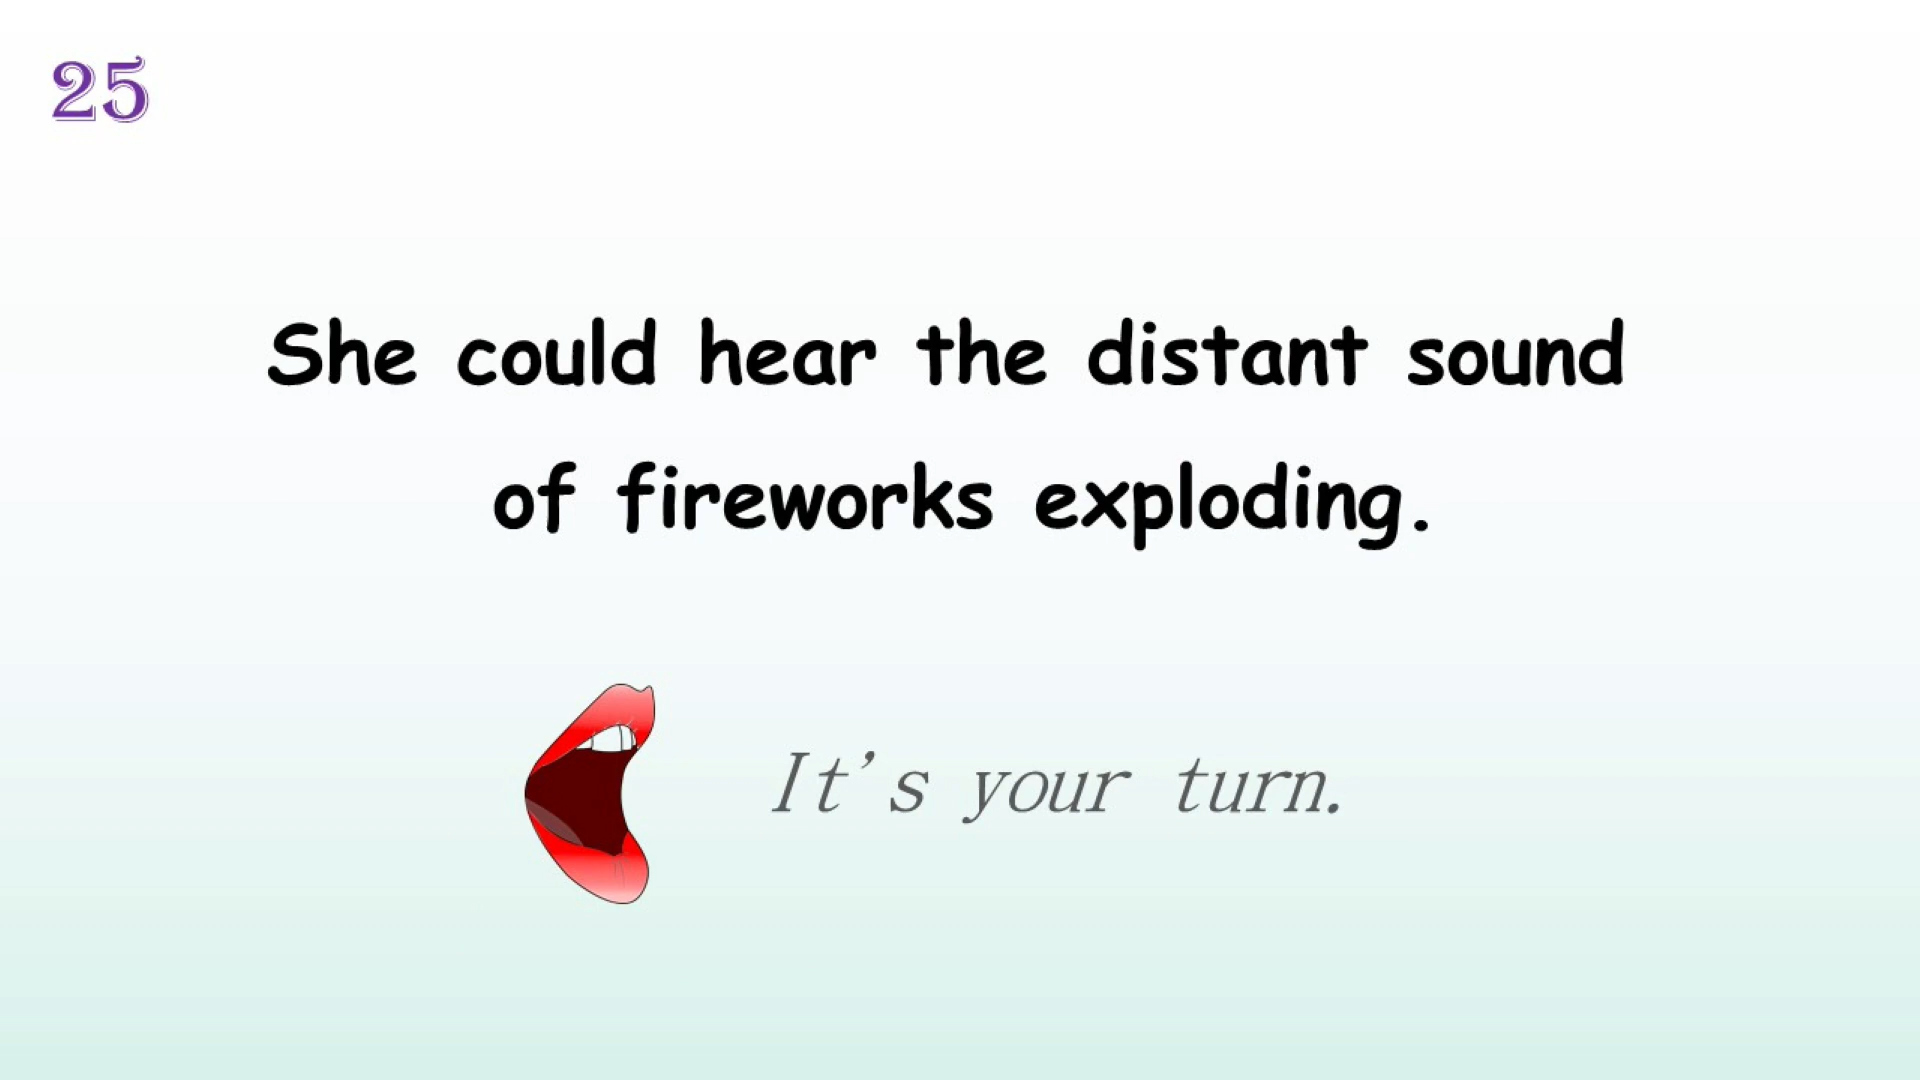 25
She could hear the distant sound
of fireworks exploding.
It's your turn.